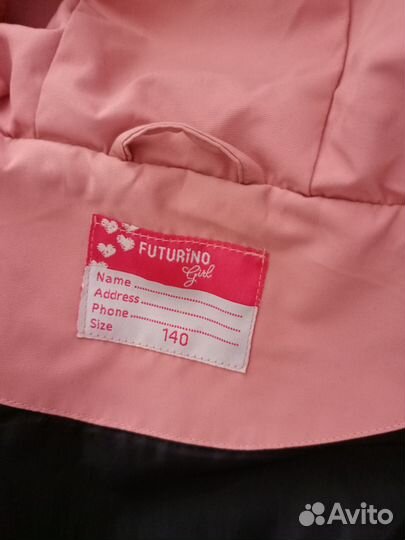 FUTURiNO
Girl
Name
Address
Phone
Size 140
Avito